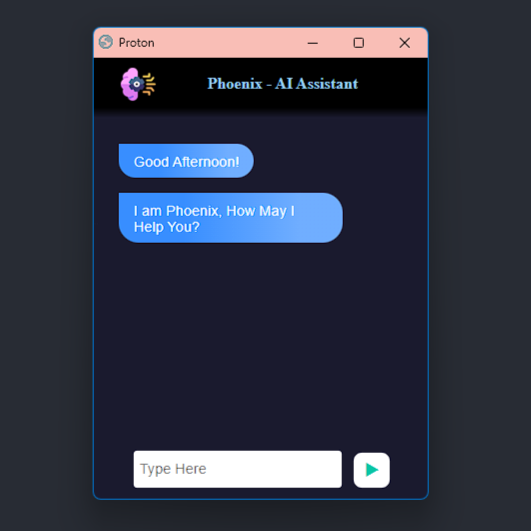 Proton
Phoenix - AI Assistant
Good Afternoon!
I am Phoenix, How May I
Help You?
Type Here